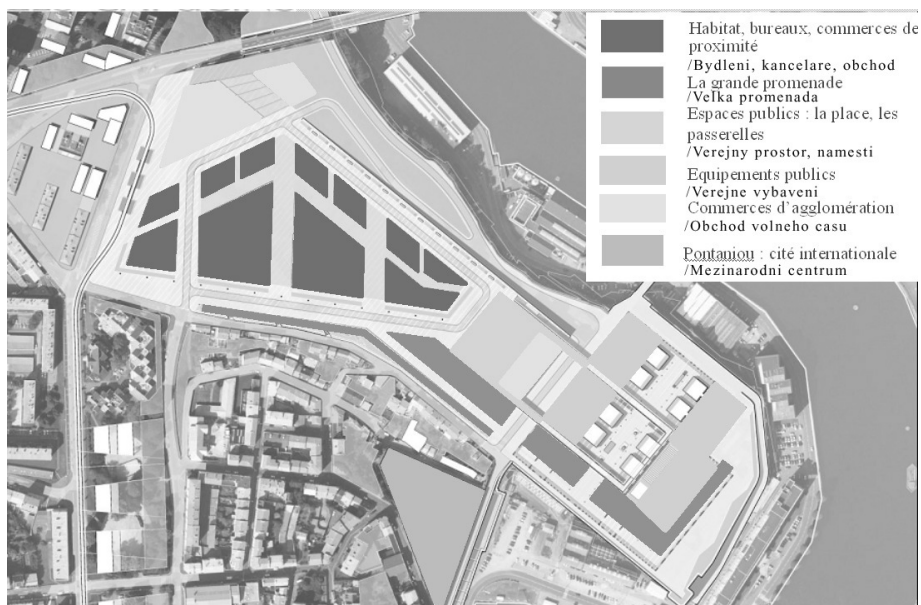 Habitat, bureaux, commerces de
proximité
/Bydleni, kancelare, obchod
La grande promenade
/Velka promenada
Espaces publics : la place, les
passerelles
/Verejny prostor, namesti
Equipements publics
/Verejne vybaveni
Commerces d'agglomération
/Obchod volneho casu
Pontaniou : cité internationale
/Mezinarodni centrum